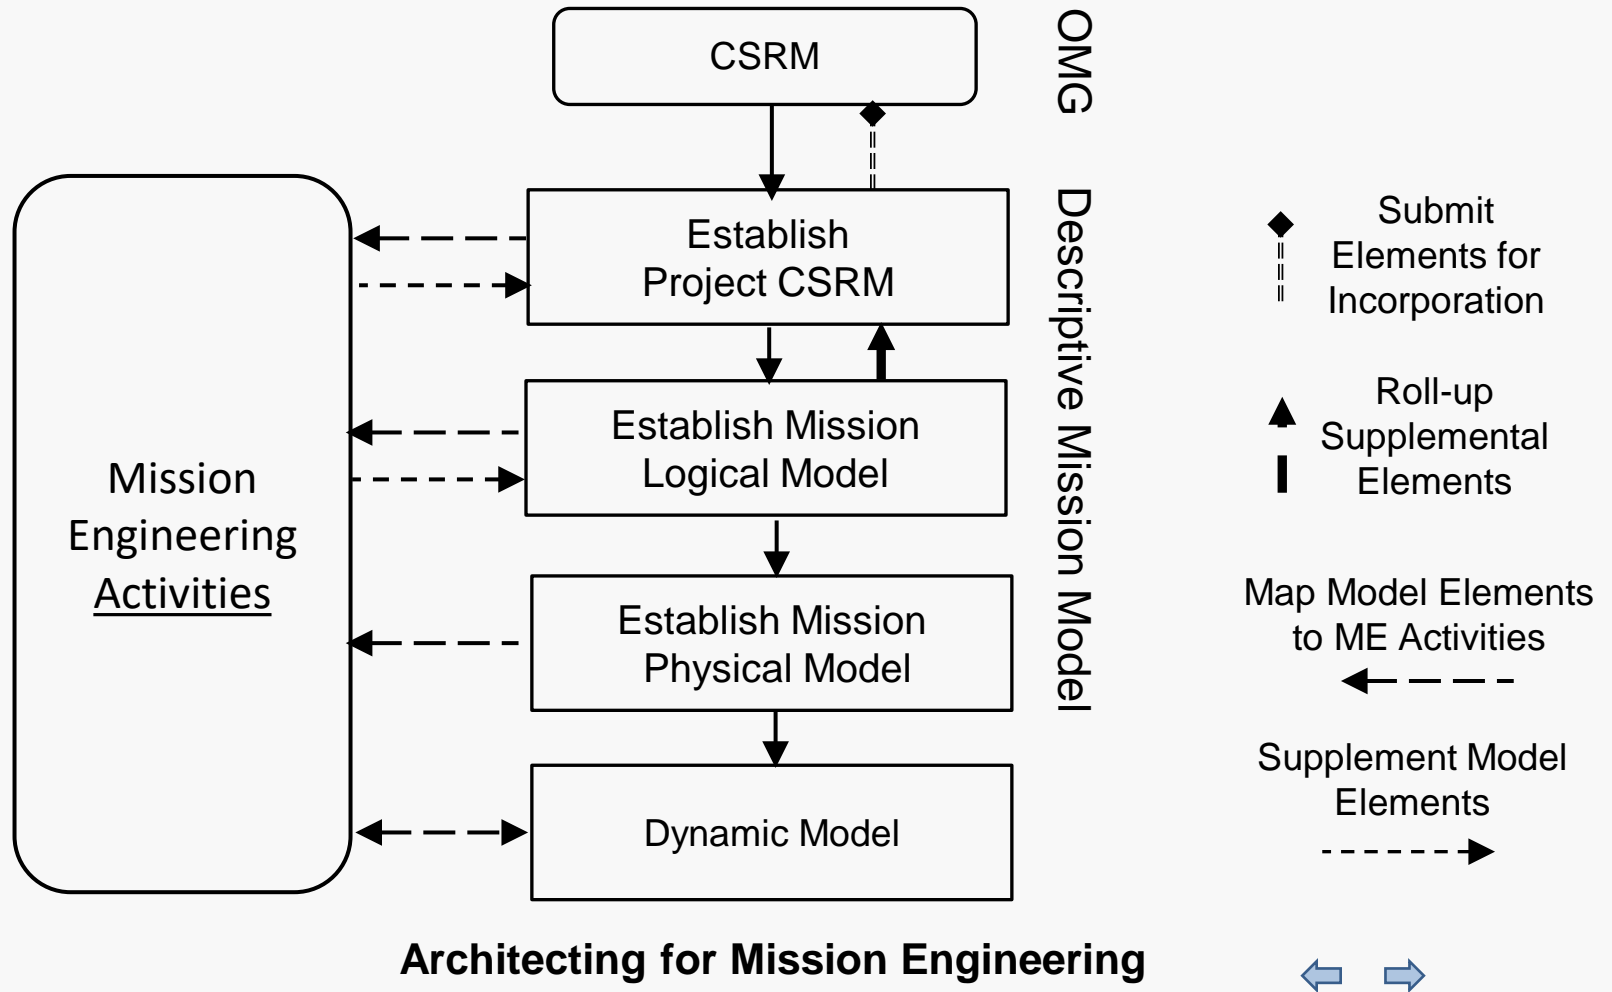 CSRM
OMG
Establish
Project CSRM
Descriptive Mission Model
Establish Mission
Logical Model
Mission
Engineering
Activities
Establish Mission
Physical Model
Dynamic Model
Submit
Elements for
Incorporation
Roll-up
Supplemental
Elements
Map Model Elements
to ME Activities
Supplement Model
Elements
Architecting for Mission Engineering